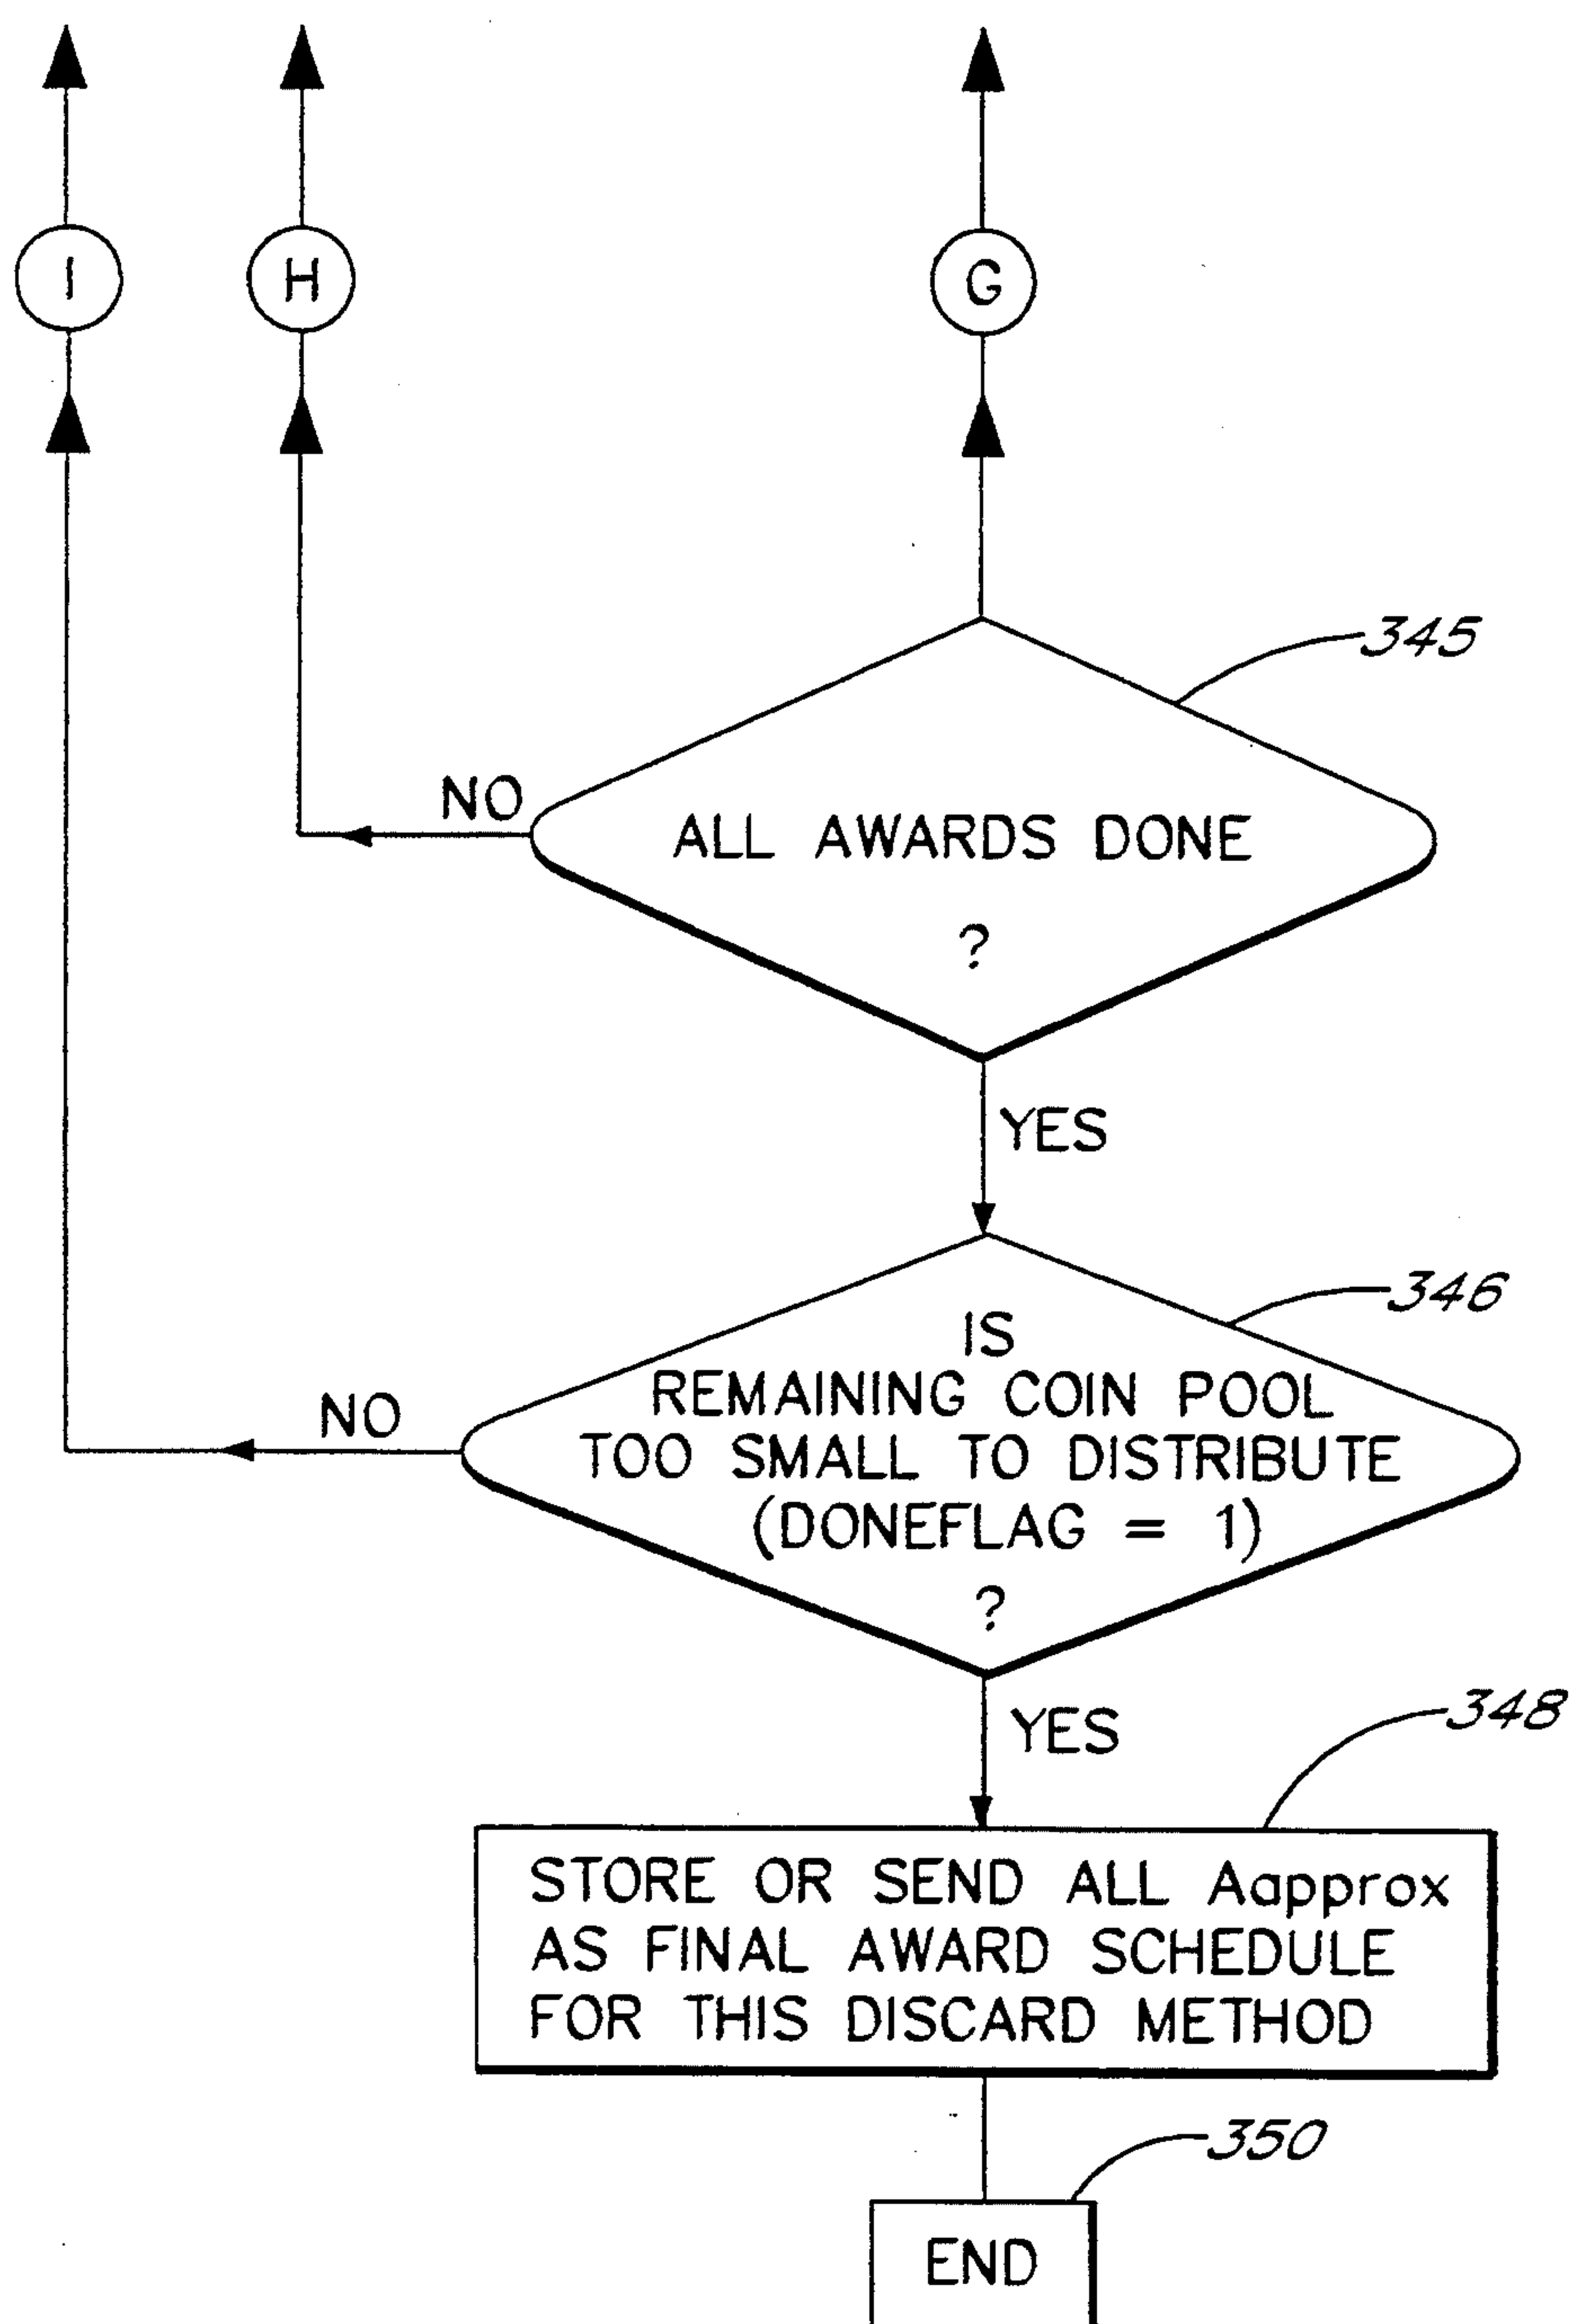 I
H
G
345
NO
ALL AWARDS DONE
?
YES
346
IS
REMAINING COIN POOL
TOO SMALL TO DISTRIBUTE
(DONEFLAG = 1)
?
NO
YES
348
STORE OR SEND ALL Aapprox
AS FINAL AWARD SCHEDULE
FOR THIS DISCARD METHOD
350
END